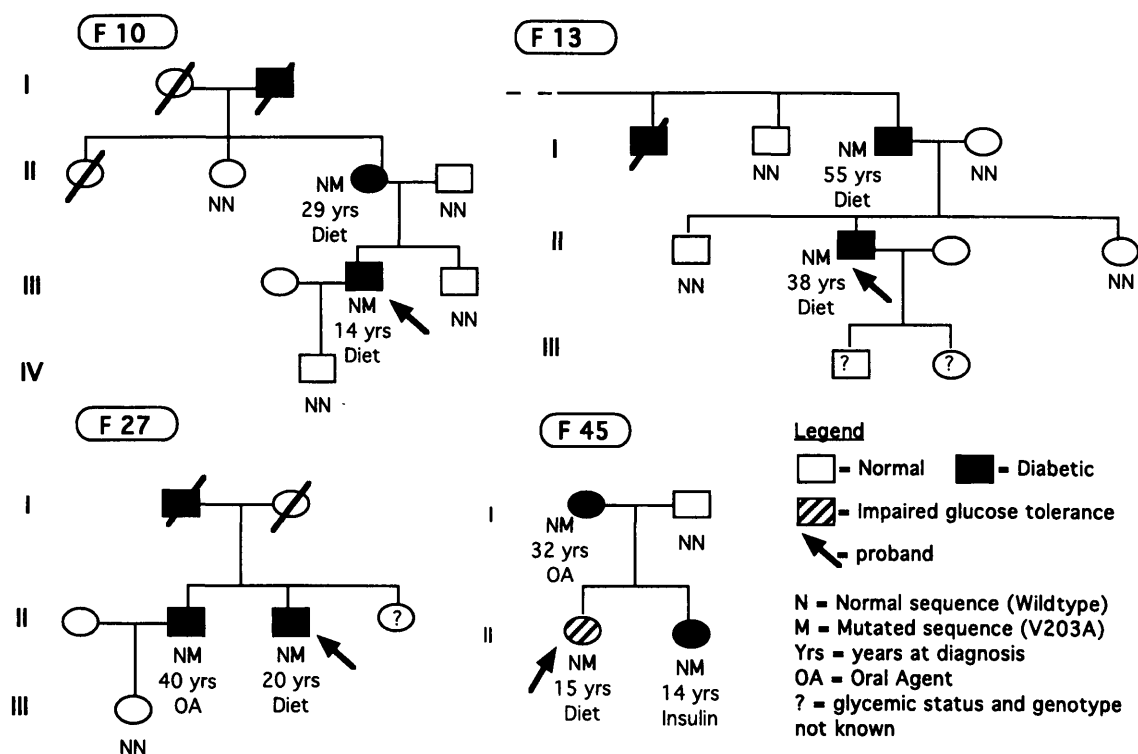 F 10
I
II
NN
NM
29 yrs
Diet
NN
III
NM
14 yrs
Diet
NN
IV
NN
F 13
I
NN
NM
55 yrs
Diet
NN
II
NN
NM
38 yrs
Diet
NN
III
?
?
F 27
I
II
NM
40 yrs
OA
NM
20 yrs
Diet
?
III
NN
F 45
I
NM
32 yrs
OA
NN
II
NM
15 yrs
Diet
NM
14 yrs
Insulin
Legend
= Normal
= Diabetic
= Impaired glucose tolerance
= proband
N = Normal sequence (Wildtype)
M = Mutated sequence (V203A)
Yrs = years at diagnosis
OA = Oral Agent
? = glycemic status and genotype
not known